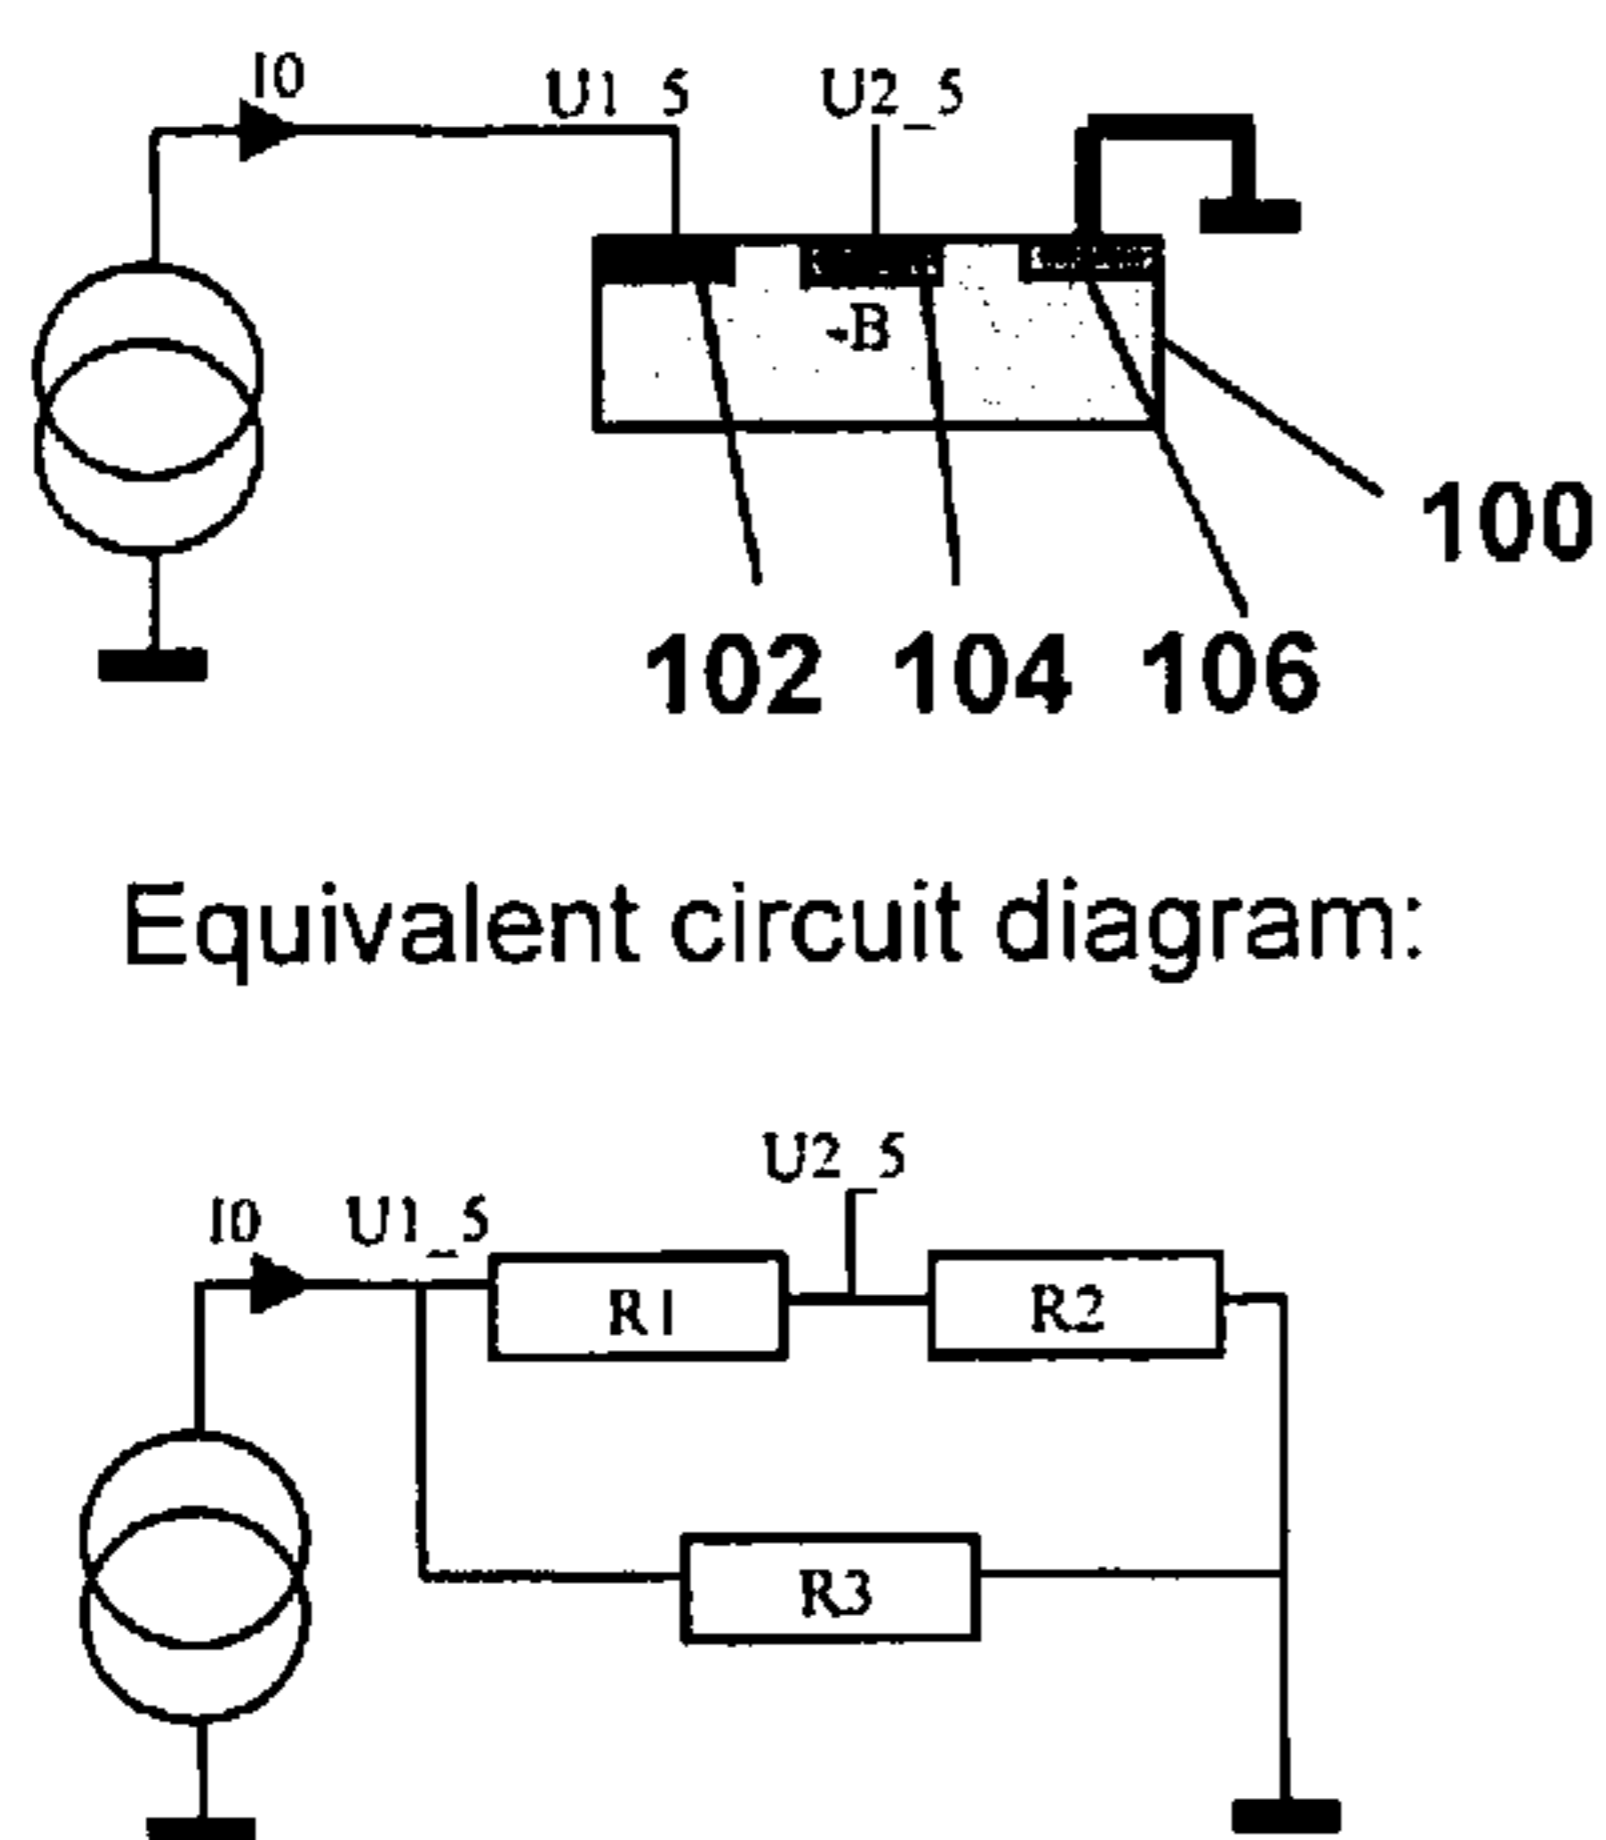 I0
U1_5 U2_5
-B
100
102 104 106
Equivalent circuit diagram:
U2_5
I0 U1_5
R1 R2
R3